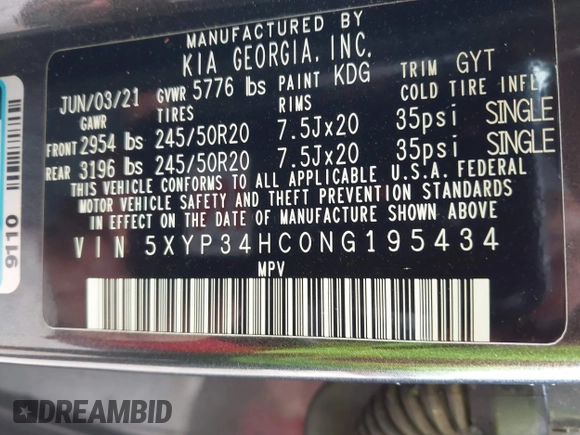 MANUFACTURED BY
KIA GEORGIA, INC.
JUN/03/21 GVWR 5776 lbs PAINT KDG TRIM GYT
GAWR TIRES RIMS COLD TIRE INFL
FRONT 2954 lbs 245/50R20 7.5Jx20 35psi SINGLE
REAR 3196 lbs 245/50R20 7.5Jx20 35psi SINGLE
THIS VEHICLE CONFORMS TO ALL APPLICABLE U.S.A. FEDERAL
MOTOR VEHICLE SAFETY AND THEFT PREVENTION STANDARDS
IN EFFECT ON THE DATE OF MANUFACTURE SHOWN ABOVE.
VIN 5XYP34HC0NG195434
MPV
9110
DREAMBID